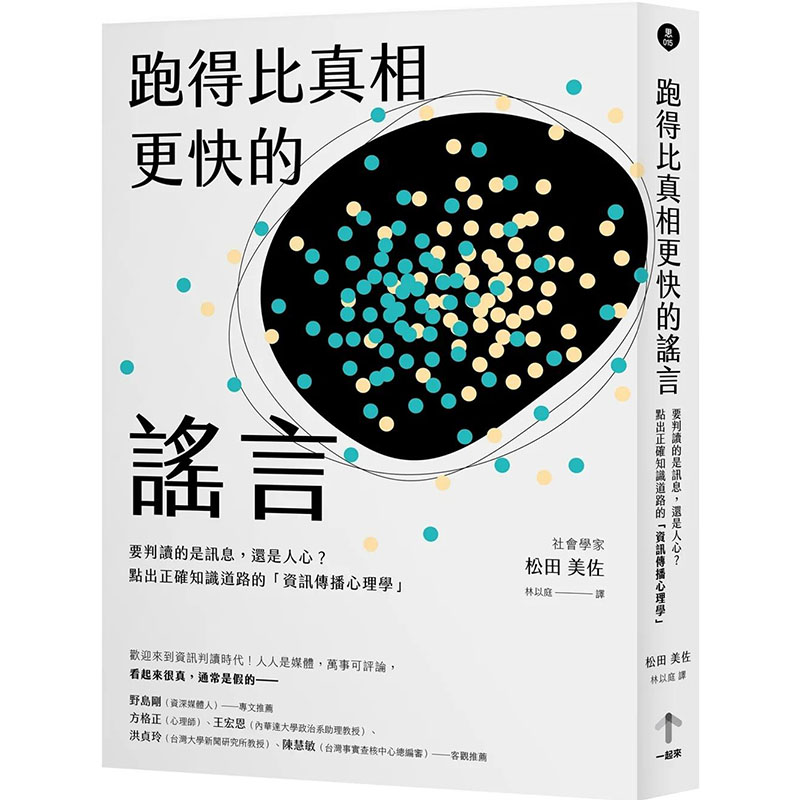 跑得比真相
更快的
謠言
要判讀的是訊息，還是人心？
點出正確知識道路的「資訊傳播心理學」
社會學家
松田 美佐
林以庭——譯
歡迎來到資訊判讀時代！人人是媒體，萬事可評論，
看起來很真，通常是假的——
野島剛（資深媒體人）——專文推薦
方格正（心理師）、王宏恩（內華達大學政治系助理教授）、
洪貞玲（台灣大學新聞研究所教授）、陳慧敏（台灣事實查核中心總編審）——客觀推薦
思
015
跑得比真相更快的謠言
要判讀的是訊息，還是人心？
點出正確知識道路的「資訊傳播心理學」
松田 美佐
林以庭 譯
一起來